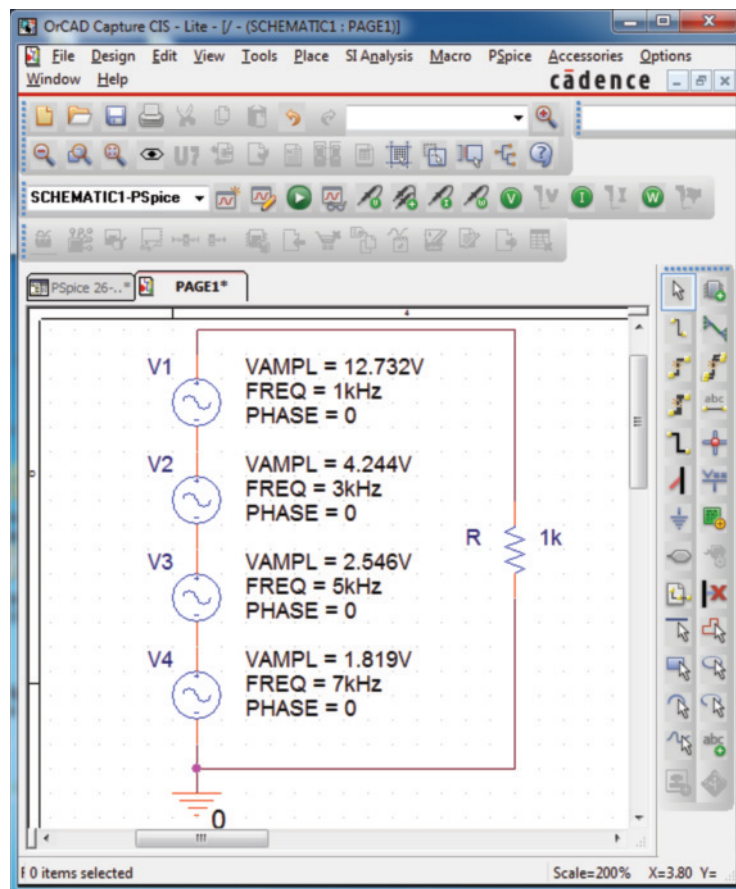 OrCAD Capture CIS - Lite - [/ - (SCHEMATIC1 : PAGE1)]
File Design Edit View Tools Place SI Analysis Macro PSpice Accessories Options
Window Help
cādence
U?
SCHEMATIC1-PSpice
V V I I W
PSpice 26-..* PAGE1*
4
abc
V1
VAMPL = 12.732V
FREQ = 1kHz
PHASE = 0
V2
VAMPL = 4.244V
FREQ = 3kHz
PHASE = 0
R 1k
V3
VAMPL = 2.546V
FREQ = 5kHz
PHASE = 0
V4
VAMPL = 1.819V
FREQ = 7kHz
PHASE = 0
abc
0
0 items selected
Scale=200% X=3.80 Y=